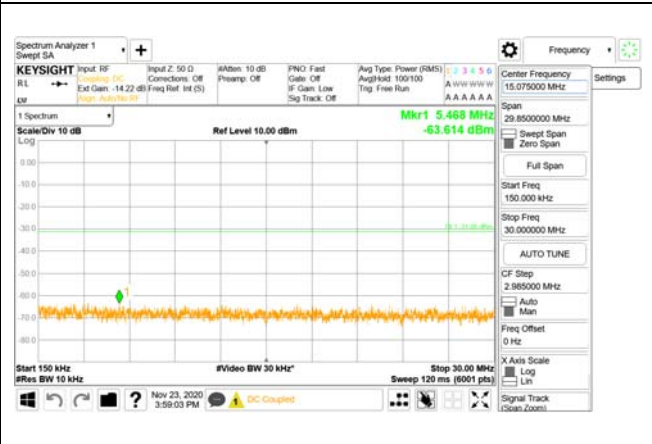 Spectrum Analyzer 1
Swept SA
Frequency
KEYSIGHT
RL
Input: RF
Coupling: DC
Ext Gain: -14.22 dB
Align: Auto/No RF
Input Z: 50 Ω
Corrections: Off
Freq Ref: Int (S)
#Atten: 10 dB
Preamp: Off
PNO: Fast
Gate: Off
IF Gain: Low
Sig Track: Off
Avg Type: Power (RMS)
Avg|Hold: 100/100
Trig: Free Run
1 2 3 4 5 6
A W W W W W
A A A A A A
1 Spectrum
Scale/Div 10 dB
Log
Ref Level 10.00 dBm
Mkr1 5.468 MHz
-63.614 dBm
0.00
-10.0
-20.0
-30.0
-40.0
-50.0
-60.0
-70.0
-80.0
1
Start 150 kHz
#Res BW 10 kHz
#Video BW 30 kHz*
Stop 30.00 MHz
Sweep 120 ms (6001 pts)
Nov 23, 2020
3:59:03 PM
DC Coupled
Center Frequency
15.075000 MHz
Settings
Span
29.8500000 MHz
Swept Span
Zero Span
Full Span
Start Freq
150.000 kHz
Stop Freq
30.000000 MHz
AUTO TUNE
CF Step
2.985000 MHz
Auto
Man
Freq Offset
0 Hz
X Axis Scale
Log
Lin
Signal Track
(Span Zoom)